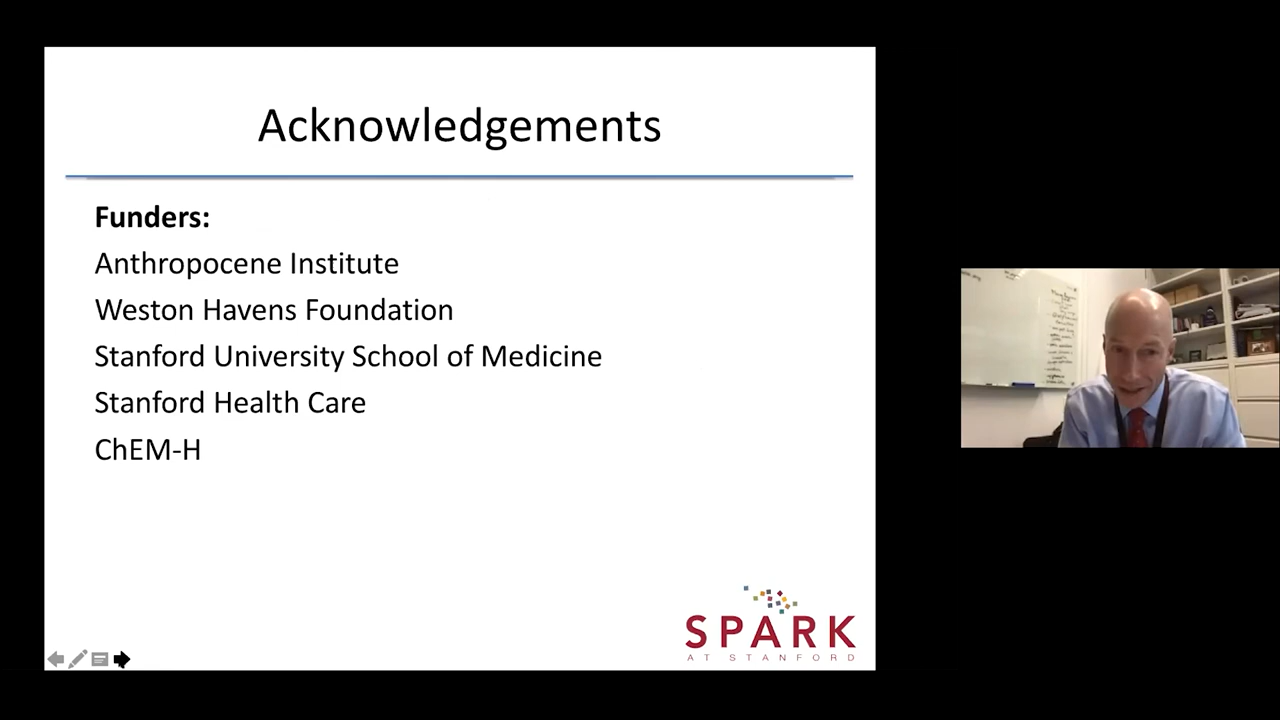 Acknowledgements
Funders:
Anthropocene Institute
Weston Havens Foundation
Stanford University School of Medicine
Stanford Health Care
ChEM-H
SPARK
AT STANFORD